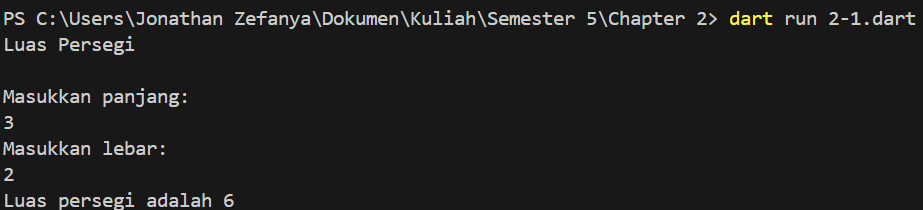 PS C:\Users\Jonathan Zefanya\Dokumen\Kuliah\Semester 5\Chapter 2> dart run 2-1.dart
Luas Persegi
Masukkan panjang:
3
Masukkan lebar:
2
Luas persegi adalah 6